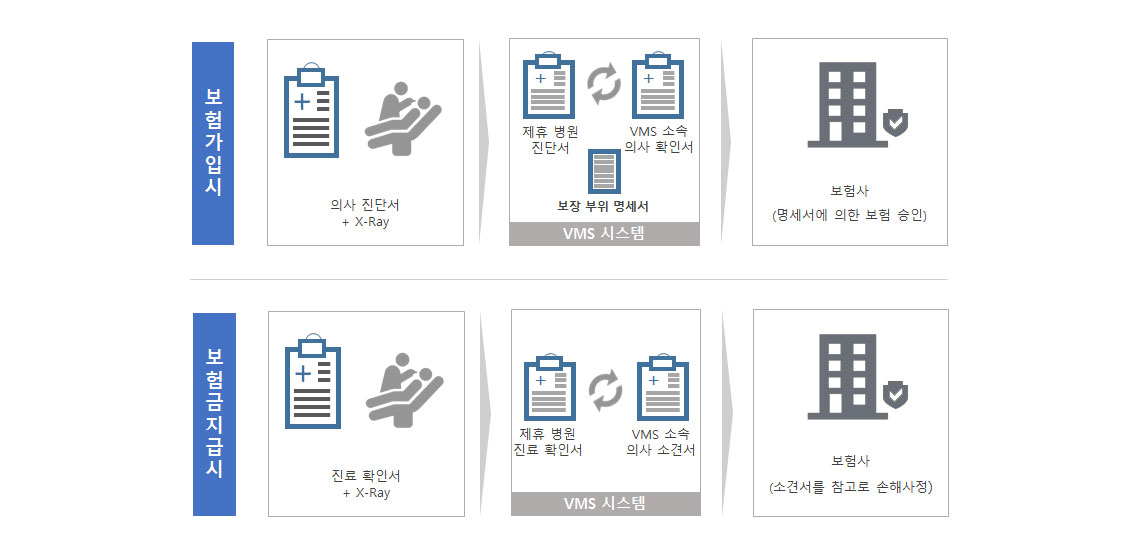 보험가입시
의사 진단서
+ X-Ray
제휴 병원
진단서
VMS 소속
의사 확인서
보장 부위 명세서
VMS 시스템
보험사
(명세서에 의한 보험 승인)
보험금지급시
진료 확인서
+ X-Ray
제휴 병원
진료 확인서
VMS 소속
의사 소견서
VMS 시스템
보험사
(소견서를 참고로 손해사정)